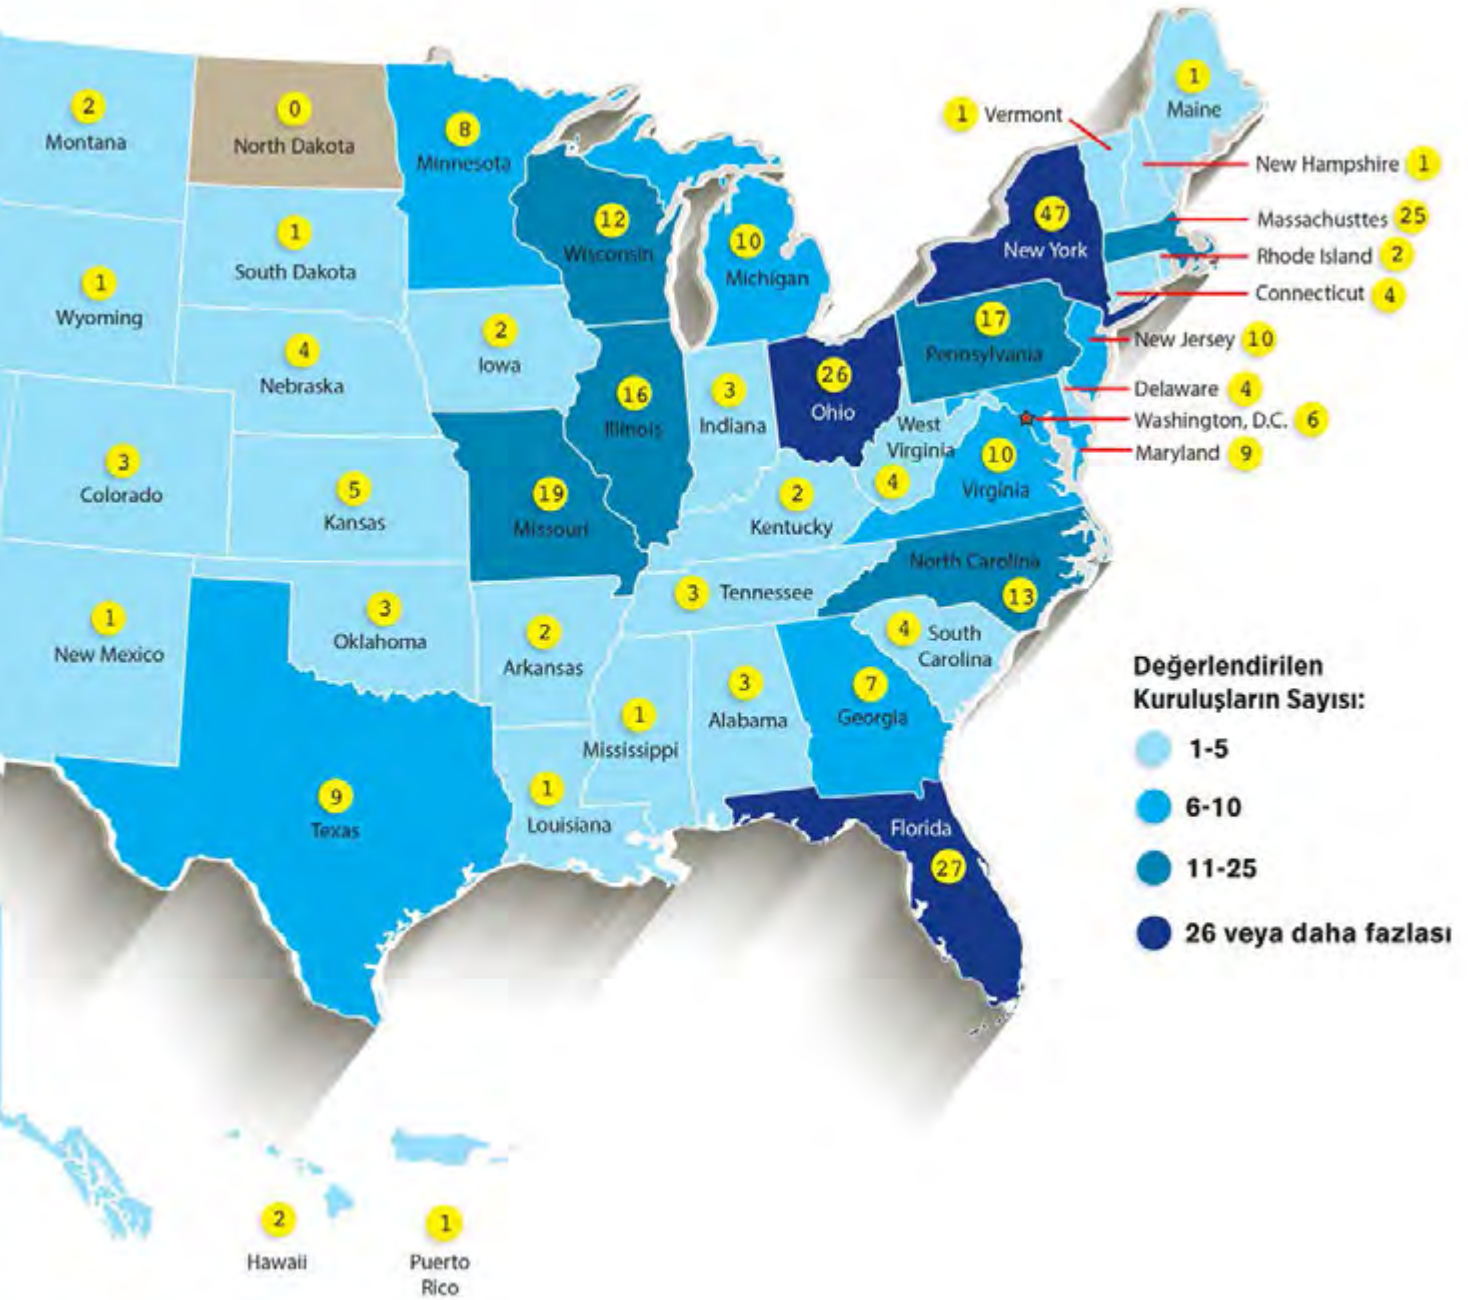 1
Maine
1 Vermont
2
Montana
0
North Dakota
8
Minnesota
New Hampshire 1
47
New York
Massachusttes 25
12
Wisconsin
10
Michigan
1
South Dakota
Rhode Island 2
1
Wyoming
Connecticut 4
17
Pennsylvania
New Jersey 10
2
Iowa
4
Nebraska
26
Ohio
3
Indiana
16
Illinois
Delaware 4
Washington, D.C. 6
Maryland 9
West
Virginia
4
10
Virginia
3
Colorado
5
Kansas
19
Missouri
2
Kentucky
North Carolina
13
3 Tennessee
1
New Mexico
3
Oklahoma
2
Arkansas
4 South
Carolina
Değerlendirilen
Kuruluşların Sayısı:
1-5
6-10
11-25
26 veya daha fazlası
1
Mississippi
3
Alabama
7
Georgia
9
Texas
1
Louisiana
Florida
27
2
Hawaii
1
Puerto
Rico